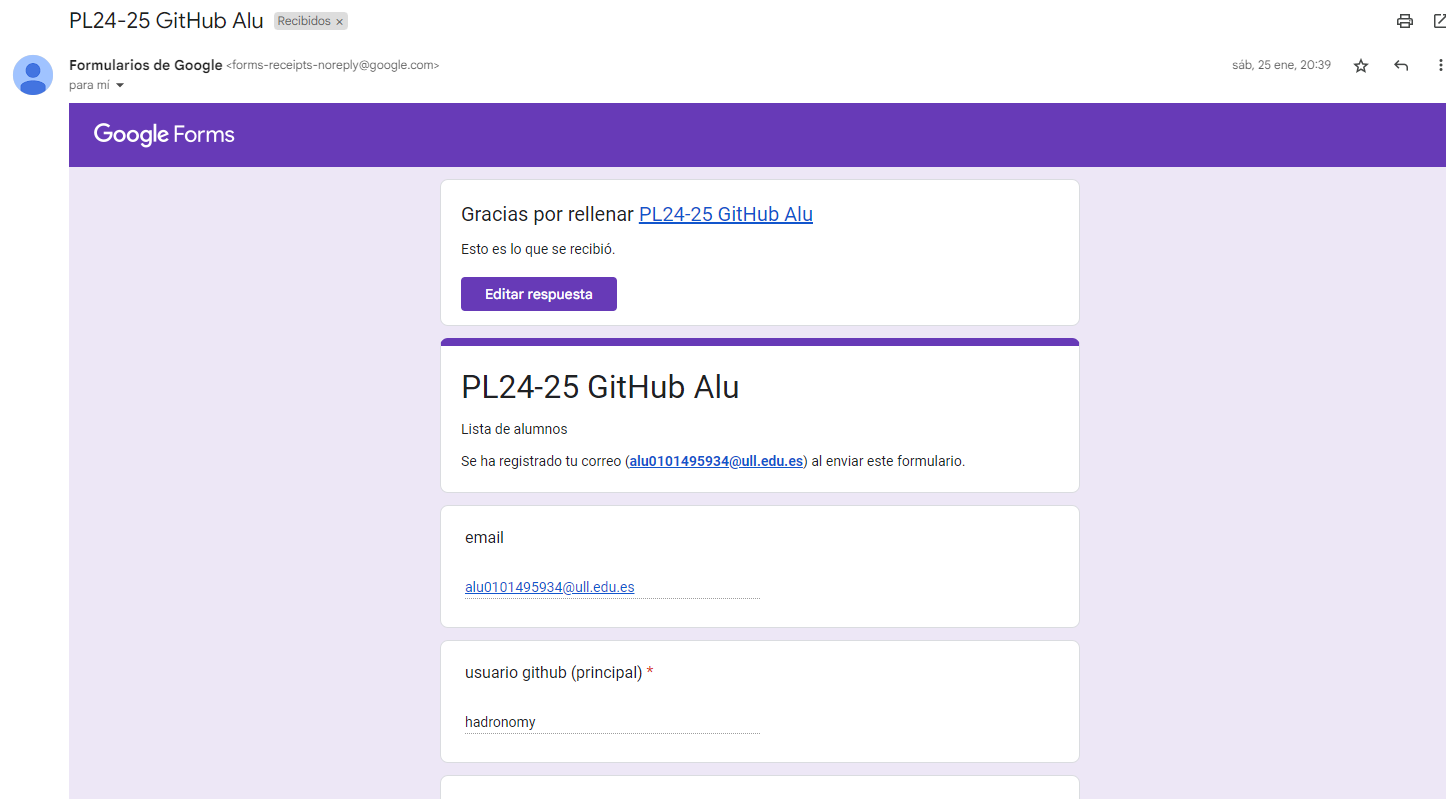 PL24-25 GitHub Alu Recibidos ×
Formularios de Google <forms-receipts-noreply@google.com>
sáb, 25 ene, 20:39
para mí
Google Forms
Gracias por rellenar PL24-25 GitHub Alu
Esto es lo que se recibió.
Editar respuesta
PL24-25 GitHub Alu
Lista de alumnos
Se ha registrado tu correo (alu0101495934@ull.edu.es) al enviar este formulario.
email
alu0101495934@ull.edu.es
usuario github (principal) *
hadronomy